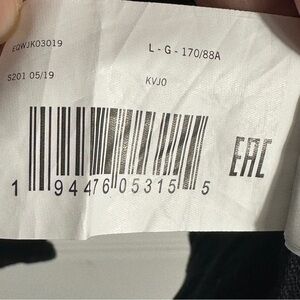 EQWJK03019
L - G - 170/88A
S201 05/19
KVJ0
EAC
1 94476 05315 5